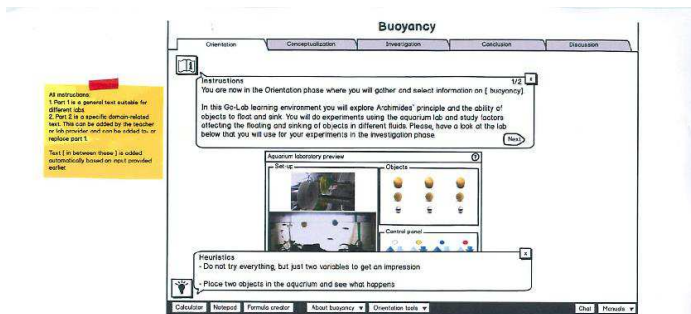 Buoyancy
Orientation
Conceptualization
Investigation
Conclusion
Discussion
Instructions
1/2
x
You are now in the Orientation phase where you will gather and select information on [ buoyancy]
In this Go-Lab learning environment you will explore Archimedes' principle and the ability of
objects to float and sink. You will do experiments using the aquarium lab and study factors
affecting the floating and sinking of objects in different fluids. Please, have a look at the lab
below that you will use for your experiments in the investigation phase
Next
All instructions:
1. Part 1 is a general text suitable for
different labs
2. Part 2 is a specific domain-related
text. This can be added by the teacher
or lab provider and can be added to/ or
replace part 1.
Text [ in between these ] is added
automatically based on input provided
earlier.
Aquarium laboratory preview
?
Set-up
Objects
Control panel
Heuristics
x
- Do not try everything, but just two variables to get an impression
- Place two objects in the aquarium and see what happens
Calculator
Notepad
Formula creator
About buoyancy
Orientation tools
Chat
Manuals